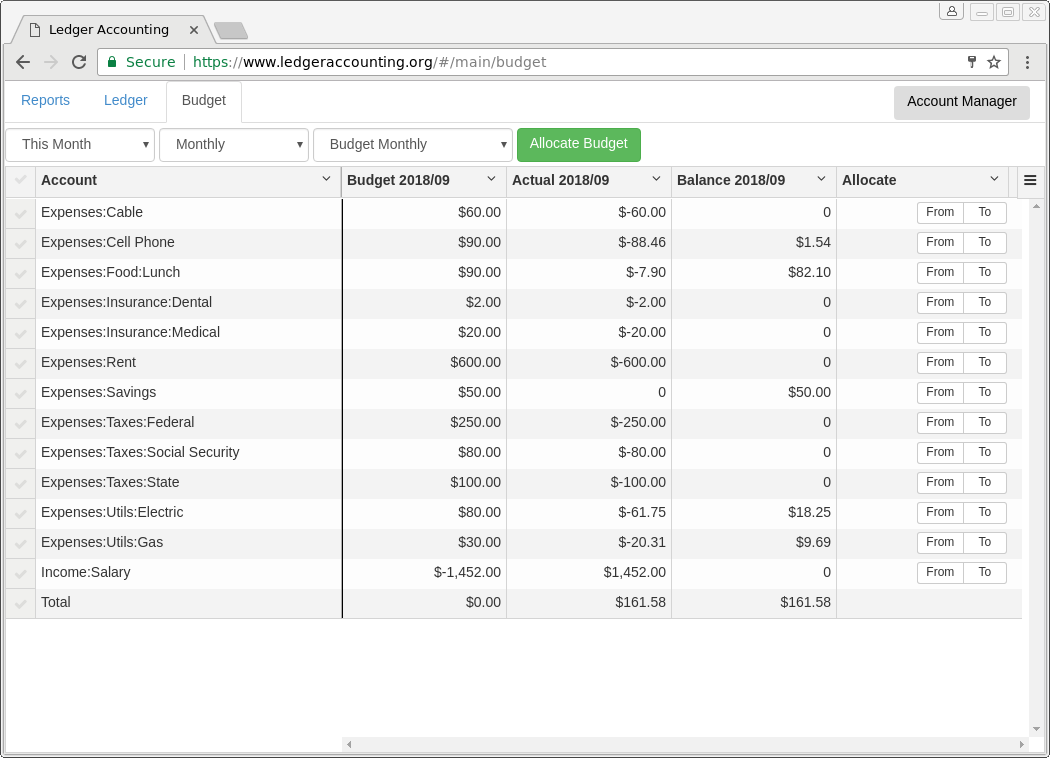 Ledger Accounting
Secure https://www.ledgeraccounting.org/#/main/budget
Reports Ledger Budget Account Manager
This Month Monthly Budget Monthly Allocate Budget
Account Budget 2018/09 Actual 2018/09 Balance 2018/09 Allocate
Expenses:Cable $60.00 $-60.00 0 From To
Expenses:Cell Phone $90.00 $-88.46 $1.54 From To
Expenses:Food:Lunch $90.00 $-7.90 $82.10 From To
Expenses:Insurance:Dental $2.00 $-2.00 0 From To
Expenses:Insurance:Medical $20.00 $-20.00 0 From To
Expenses:Rent $600.00 $-600.00 0 From To
Expenses:Savings $50.00 0 $50.00 From To
Expenses:Taxes:Federal $250.00 $-250.00 0 From To
Expenses:Taxes:Social Security $80.00 $-80.00 0 From To
Expenses:Taxes:State $100.00 $-100.00 0 From To
Expenses:Utils:Electric $80.00 $-61.75 $18.25 From To
Expenses:Utils:Gas $30.00 $-20.31 $9.69 From To
Income:Salary $-1,452.00 $1,452.00 0 From To
Total $0.00 $161.58 $161.58